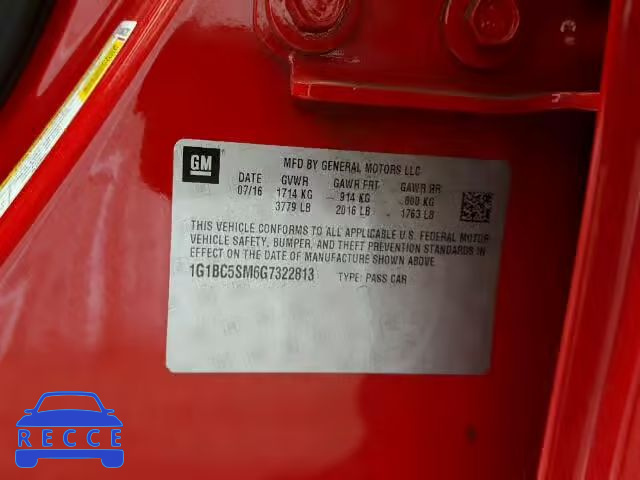 GM
MFD BY GENERAL MOTORS LLC
DATE GVWR GAWR FRT GAWR RR
07/16 1714 KG 914 KG 800 KG
3779 LB 2016 LB 1763 LB
THIS VEHICLE CONFORMS TO ALL APPLICABLE U.S. FEDERAL MOTOR
VEHICLE SAFETY, BUMPER, AND THEFT PREVENTION STANDARDS IN
EFFECT ON THE DATE OF MANUFACTURE SHOWN ABOVE.
1G1BC5SM6G7322813 TYPE: PASS CAR
RECCE